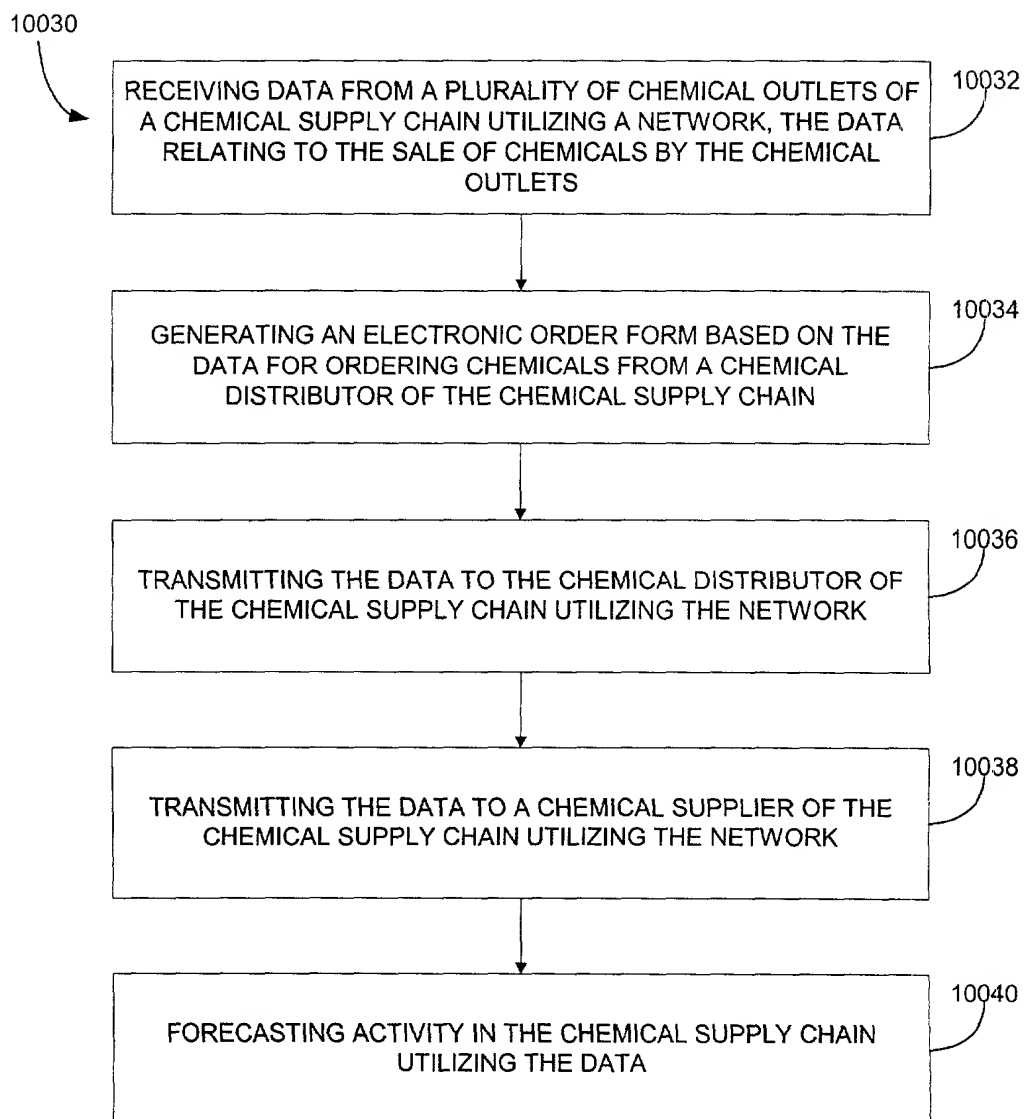 10030
RECEIVING DATA FROM A PLURALITY OF CHEMICAL OUTLETS OF
A CHEMICAL SUPPLY CHAIN UTILIZING A NETWORK, THE DATA
RELATING TO THE SALE OF CHEMICALS BY THE CHEMICAL
OUTLETS
10032
GENERATING AN ELECTRONIC ORDER FORM BASED ON THE
DATA FOR ORDERING CHEMICALS FROM A CHEMICAL
DISTRIBUTOR OF THE CHEMICAL SUPPLY CHAIN
10034
TRANSMITTING THE DATA TO THE CHEMICAL DISTRIBUTOR OF
THE CHEMICAL SUPPLY CHAIN UTILIZING THE NETWORK
10036
TRANSMITTING THE DATA TO A CHEMICAL SUPPLIER OF THE
CHEMICAL SUPPLY CHAIN UTILIZING THE NETWORK
10038
FORECASTING ACTIVITY IN THE CHEMICAL SUPPLY CHAIN
UTILIZING THE DATA
10040